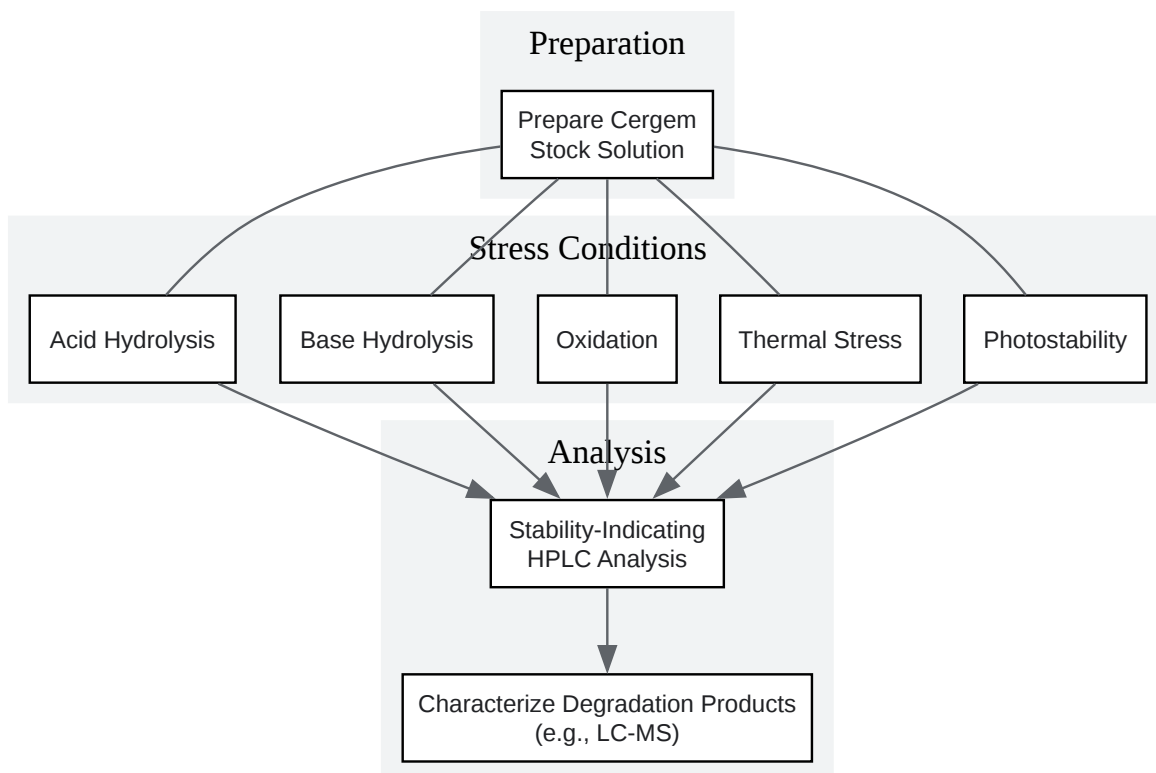 Preparation
Prepare Cergem
Stock Solution
Stress Conditions
Acid Hydrolysis
Base Hydrolysis
Oxidation
Thermal Stress
Photostability
Analysis
Stability-Indicating
HPLC Analysis
Characterize Degradation Products
(e.g., LC-MS)